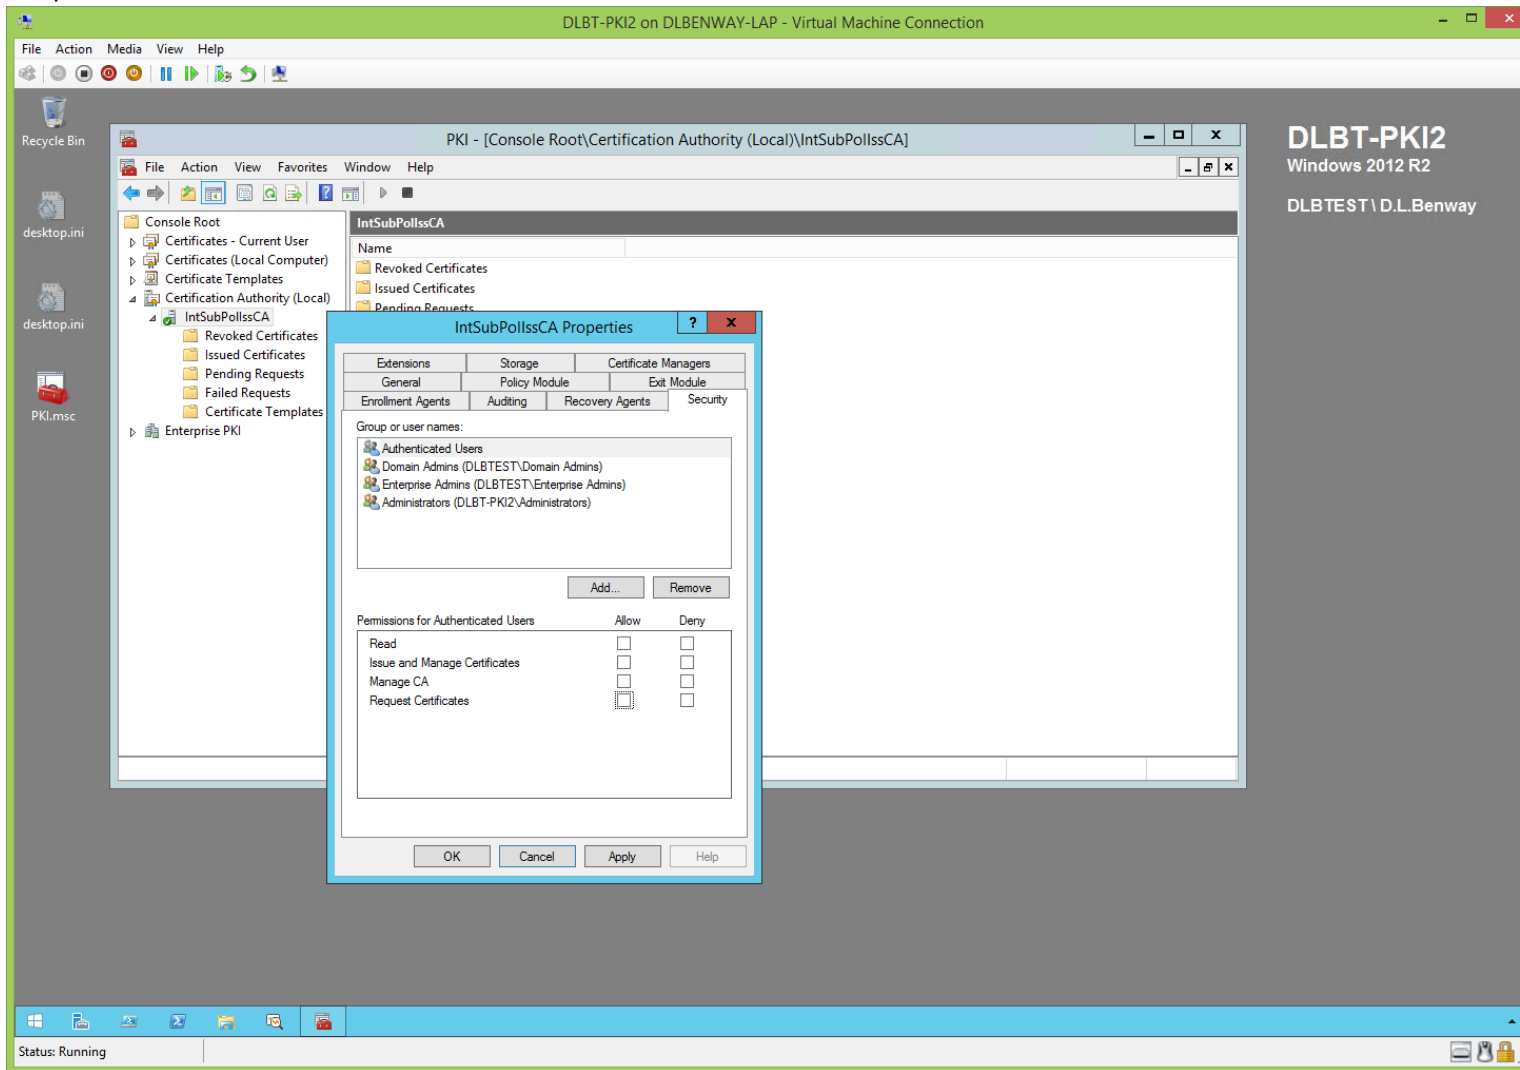 DLBT-PKI2 on DLBENWAY-LAP - Virtual Machine Connection
File Action Media View Help
Recycle Bin
desktop.ini
desktop.ini
PKI.msc
DLBT-PKI2
Windows 2012 R2
DLBTEST\D.L.Benway
PKI - [Console Root\Certification Authority (Local)\IntSubPolIssCA]
File Action View Favorites Window Help
Console Root
Certificates - Current User
Certificates (Local Computer)
Certificate Templates
Certification Authority (Local)
IntSubPolIssCA
Revoked Certificates
Issued Certificates
Pending Requests
Failed Requests
Certificate Templates
Enterprise PKI
IntSubPolIssCA
Name
Revoked Certificates
Issued Certificates
Pending Requests
IntSubPolIssCA Properties
Extensions Storage Certificate Managers
General Policy Module Exit Module
Enrollment Agents Auditing Recovery Agents Security
Group or user names:
Authenticated Users
Domain Admins (DLBTEST\Domain Admins)
Enterprise Admins (DLBTEST\Enterprise Admins)
Administrators (DLBT-PKI2\Administrators)
Add... Remove
Permissions for Authenticated Users Allow Deny
Read
Issue and Manage Certificates
Manage CA
Request Certificates
OK Cancel Apply Help
Status: Running